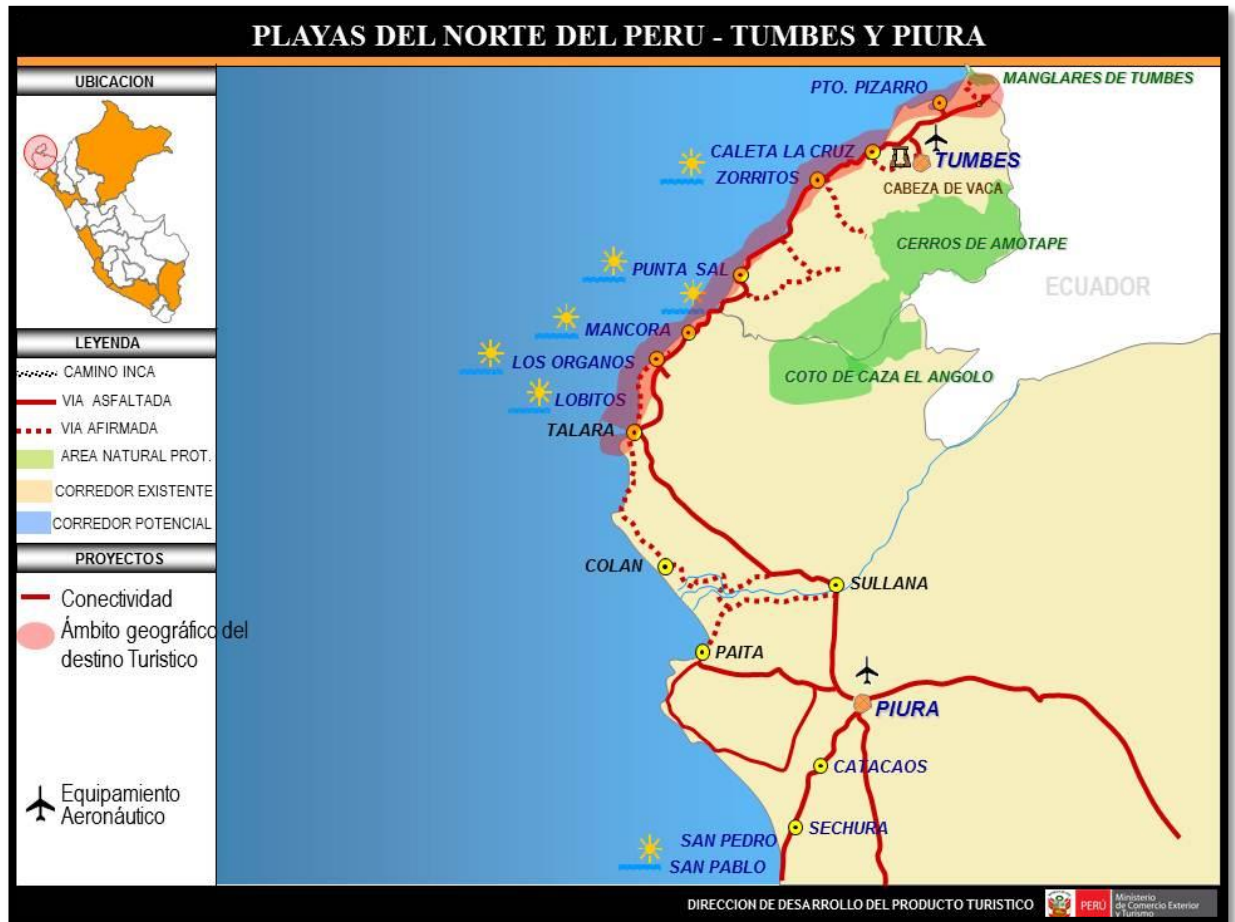 PLAYAS DEL NORTE DEL PERU - TUMBES Y PIURA
UBICACION
LEYENDA
CAMINO INCA
VIA ASFALTADA
VIA AFIRMADA
AREA NATURAL PROT.
CORREDOR EXISTENTE
CORREDOR POTENCIAL
PROYECTOS
Conectividad
Ámbito geográfico del
destino Turístico
Equipamiento
Aeronáutico
MANGLARES DE TUMBES
PTO. PIZARRO
CALETA LA CRUZ
TUMBES
ZORRITOS
CABEZA DE VACA
CERROS DE AMOTAPE
PUNTA SAL
ECUADOR
MANCORA
LOS ORGANOS
COTO DE CAZA EL ANGOLO
LOBITOS
TALARA
COLAN
SULLANA
PAITA
PIURA
CATACAOS
SECHURA
SAN PEDRO
SAN PABLO
DIRECCION DE DESARROLLO DEL PRODUCTO TURISTICO
PERÚ
Ministerio
de Comercio Exterior
y Turismo